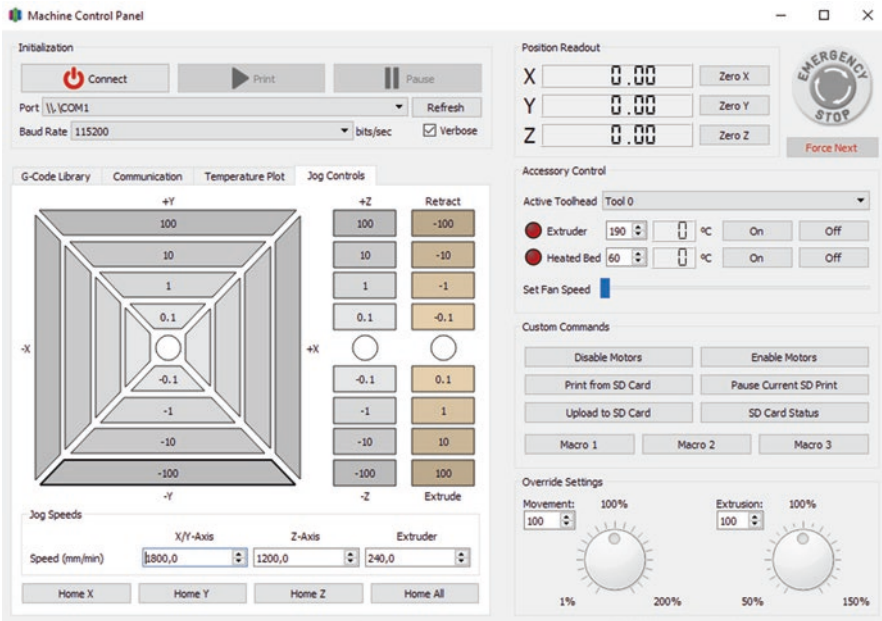 Machine Control Panel
Initialization
Connect
Print
Pause
Port \\.\COM1
Refresh
Baud Rate 115200
bits/sec
Verbose
G-Code Library
Communication
Temperature Plot
Jog Controls
+Y
+Z
Retract
100
100
-100
10
10
-10
1
1
-1
0.1
0.1
-0.1
-X
+X
-0.1
-0.1
0.1
-1
-1
1
-10
-10
10
-100
-100
100
-Y
-Z
Extrude
Jog Speeds
X/Y-Axis
Z-Axis
Extruder
Speed (mm/min)
1800,0
1200,0
240,0
Home X
Home Y
Home Z
Home All
Position Readout
X 0.00 Zero X
Y 0.00 Zero Y
Z 0.00 Zero Z
EMERGENCY
STOP
Force Next
Accessory Control
Active Toolhead Tool 0
Extruder 190 0 ºC On Off
Heated Bed 60 0 ºC On Off
Set Fan Speed
Custom Commands
Disable Motors
Enable Motors
Print from SD Card
Pause Current SD Print
Upload to SD Card
SD Card Status
Macro 1
Macro 2
Macro 3
Override Settings
Movement: 100%
100
1%
200%
Extrusion: 100%
100
50%
150%